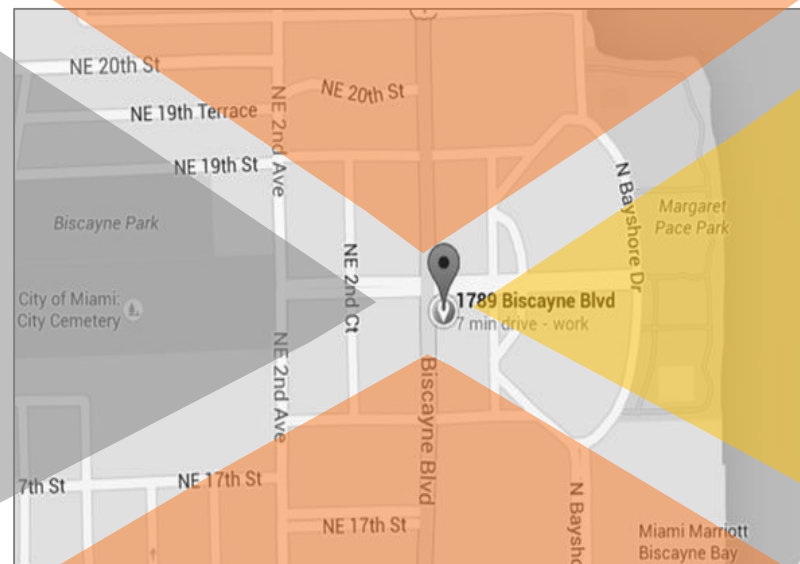 NE 20th St
NE 20th St
NE 19th Terrace
NE 2nd Ave
NE 19th St
N Bayshore Dr
Margaret
Pace Park
Biscayne Park
NE 2nd Ct
City of Miami:
City Cemetery
1789 Biscayne Blvd
7 min drive - work
NE 2nd Ave
Biscayne Blvd
7th St
NE 17th St
N Baysho
NE 17th St
Miami Marriott
Biscayne Bay